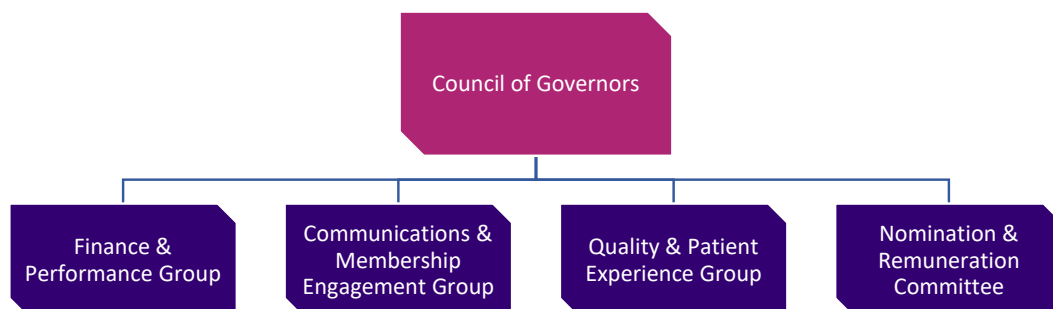 Council of Governors
Finance &
Performance Group
Communications &
Membership
Engagement Group
Quality & Patient
Experience Group
Nomination &
Remuneration
Committee